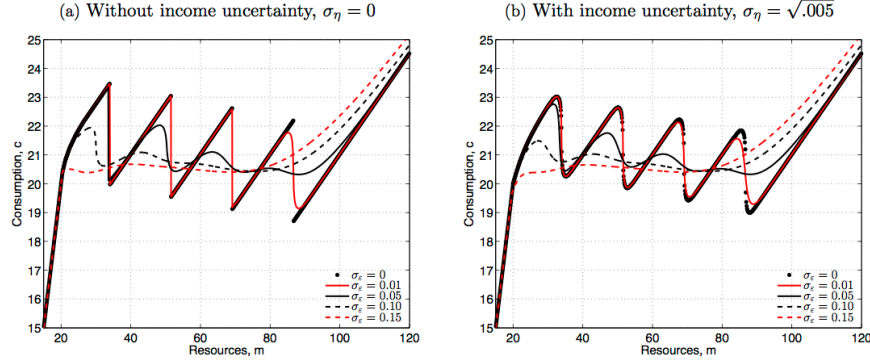 (a) Without income uncertainty, σ_η = 0
25
24
23
22
21
20
19
18
17
16
15
Consumption, c
20
40
60
80
100
120
Resources, m
σ_ε = 0
σ_ε = 0.01
σ_ε = 0.05
σ_ε = 0.10
σ_ε = 0.15
(b) With income uncertainty, σ_η = √.005
25
24
23
22
21
20
19
18
17
16
15
Consumption, c
20
40
60
80
100
120
Resources, m
σ_ε = 0
σ_ε = 0.01
σ_ε = 0.05
σ_ε = 0.10
σ_ε = 0.15